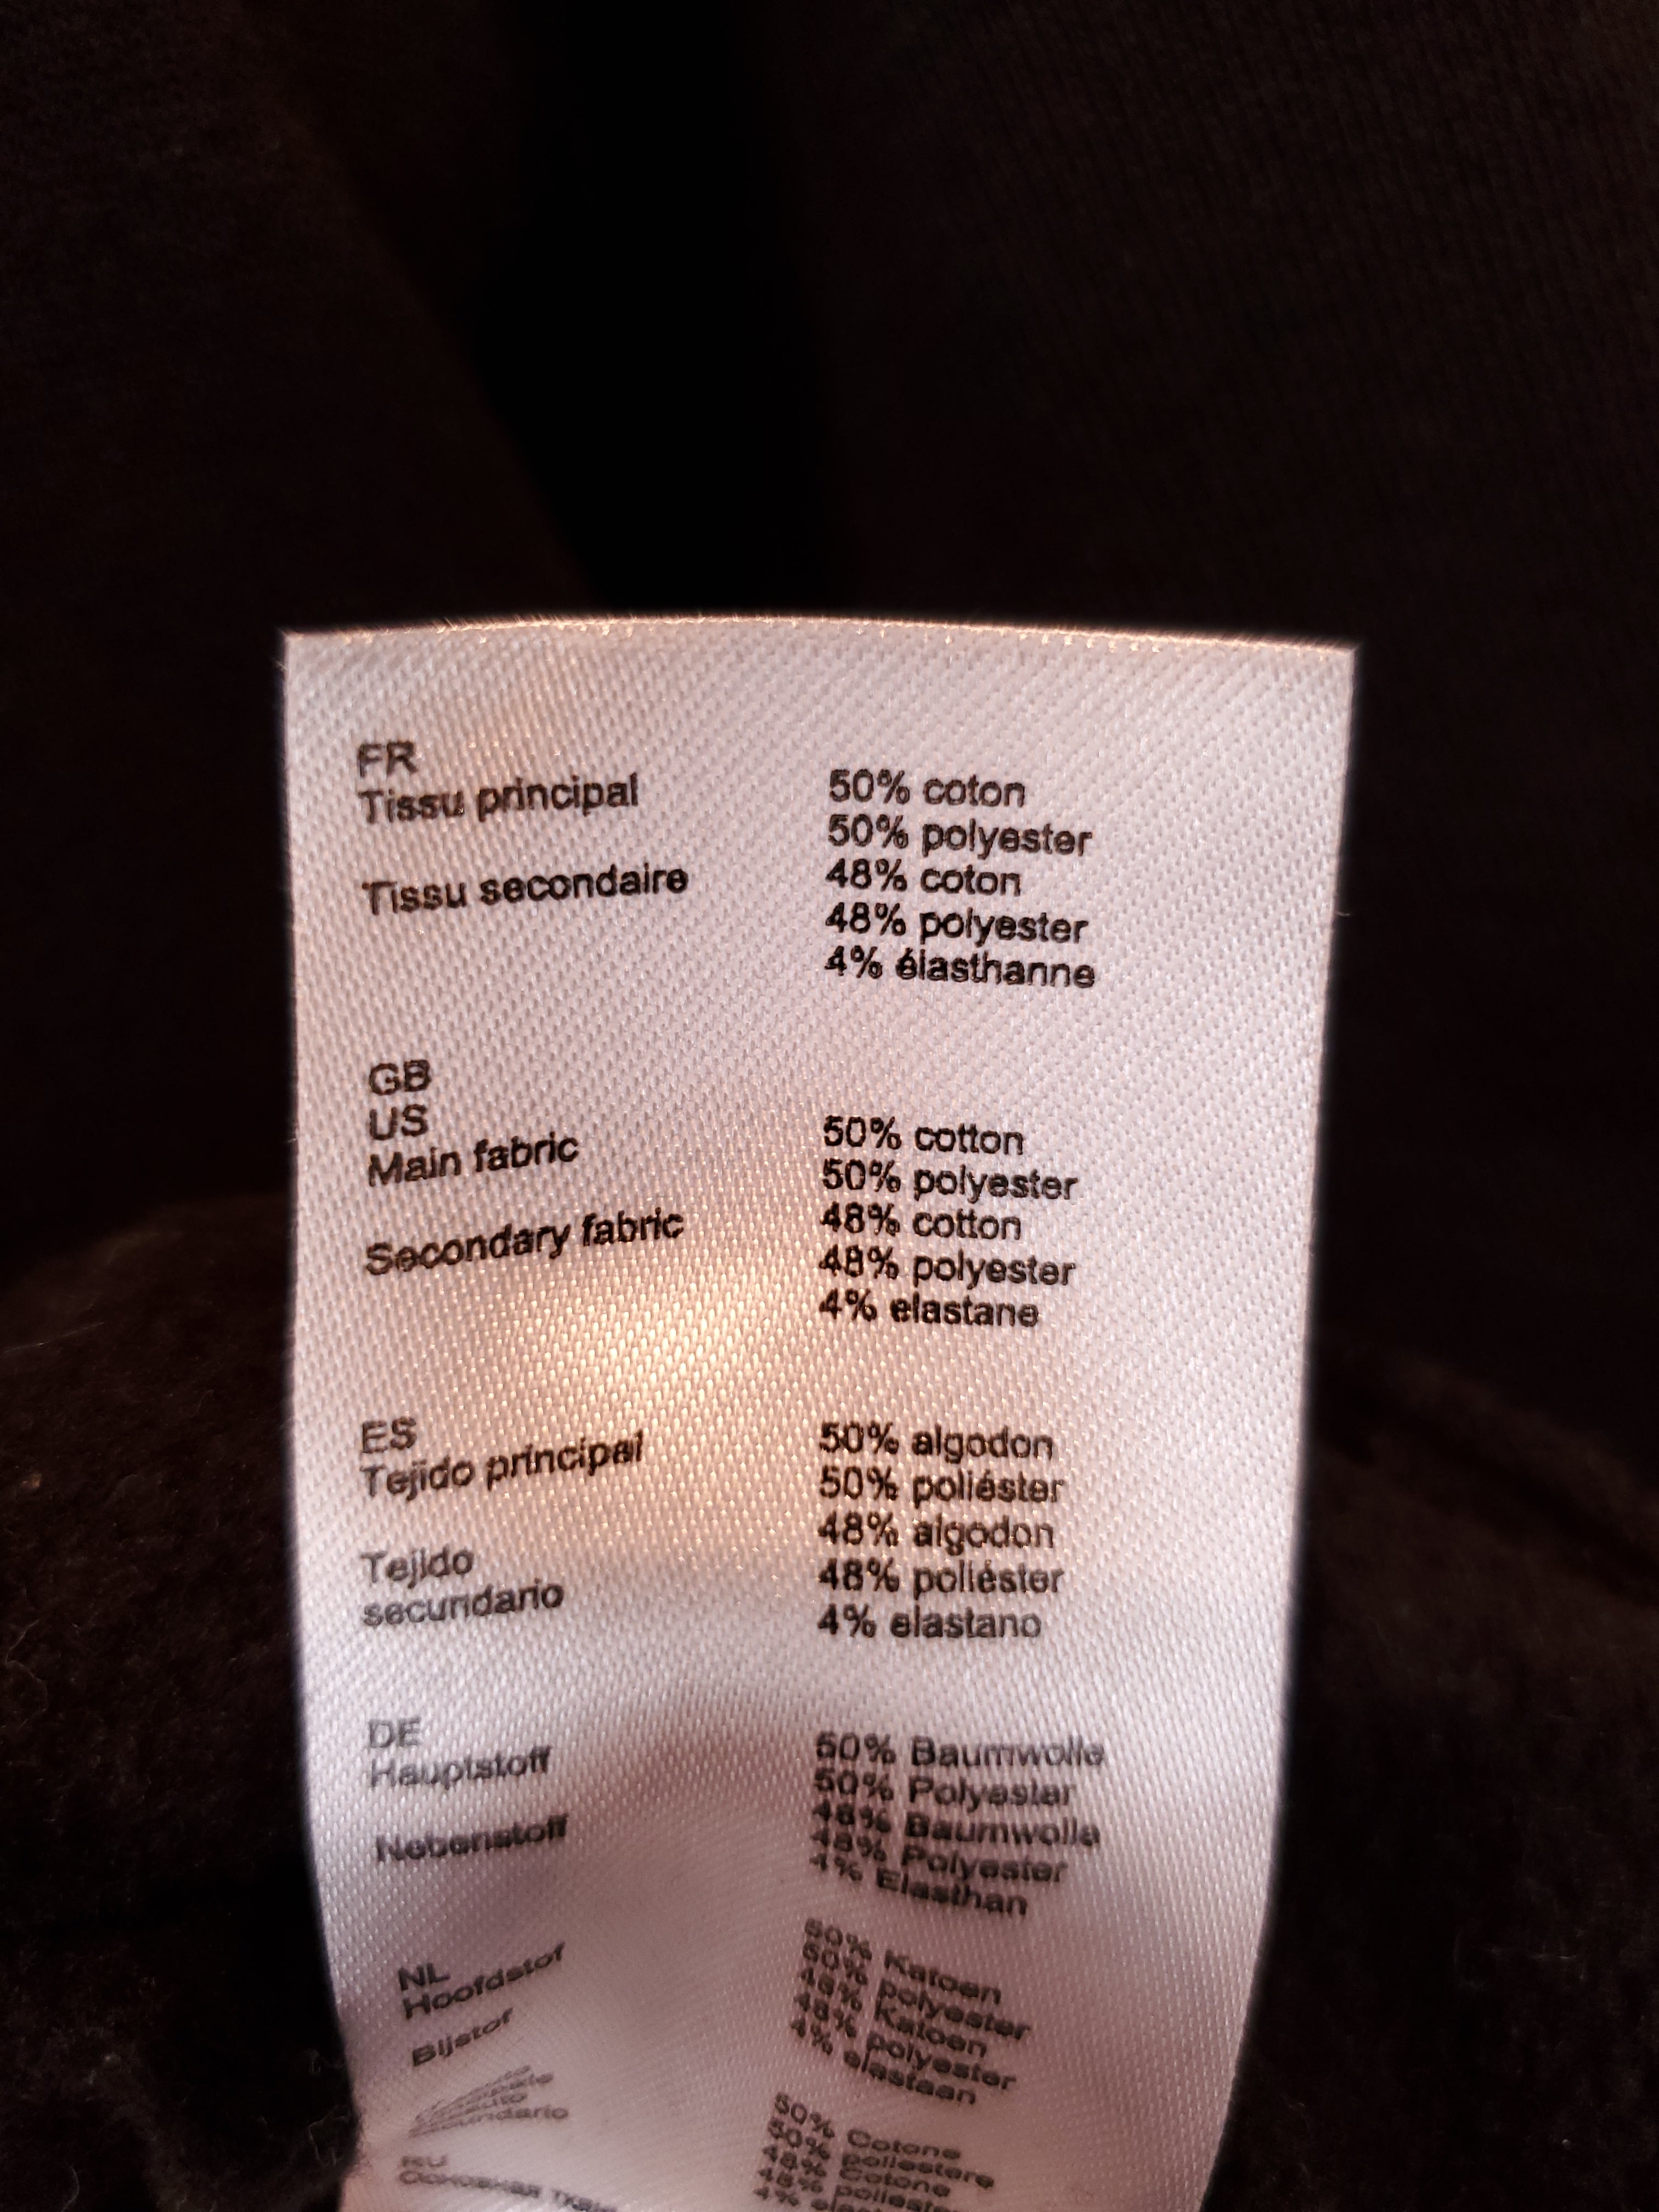 FR
Tissu principal 50% coton
50% polyester
Tissu secondaire 48% coton
48% polyester
4% élasthanne
GB
US
Main fabric 50% cotton
50% polyester
Secondary fabric 48% cotton
48% polyester
4% elastane
ES
Tejido principal 50% algodon
50% poliéster
48% algodon
Tejido 48% poliéster
secundario 4% elastano
DE
Hauptstoff 50% Baumwolle
50% Polyester
Nebenstoff 48% Baumwolle
48% Polyester
4% Elasthan
NL
Hoofdstof 50% Katoen
50% polyester
Bijstof 48% Katoen
48% polyester
4% elastaan
50% Cotone
50% poliestere
48% Cotone
48%
4%
RU
Основная